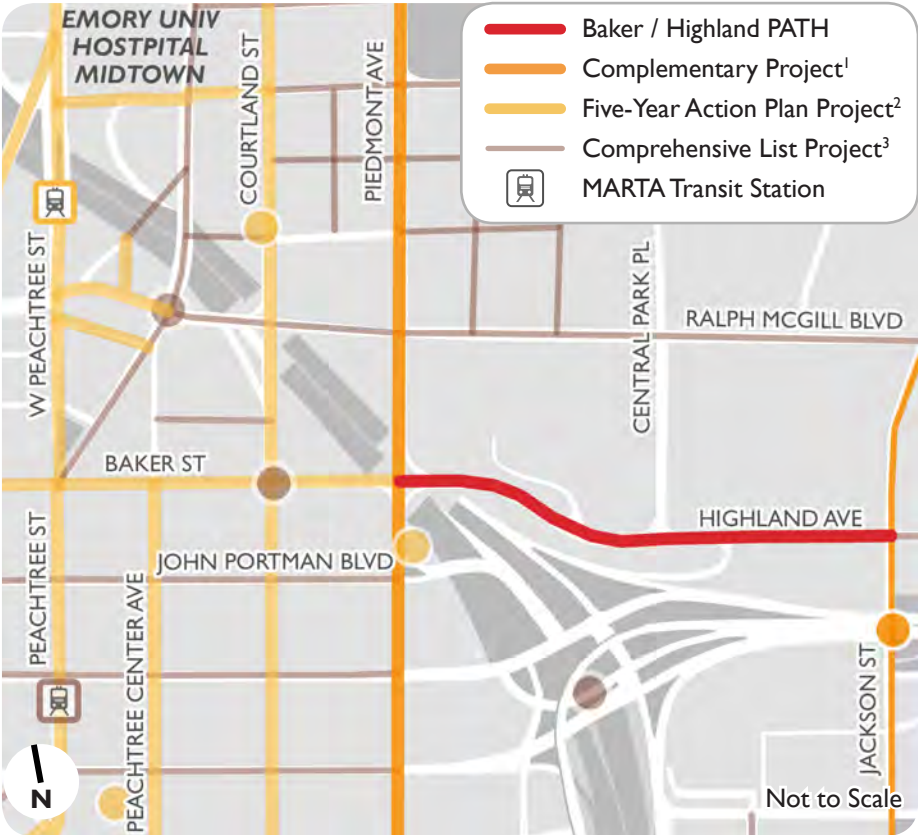 EMORY UNIV
HOSTPITAL
MIDTOWN
COURTLAND ST
PIEDMONT AVE
Baker / Highland PATH
Complementary Project¹
Five-Year Action Plan Project²
Comprehensive List Project³
MARTA Transit Station
W PEACHTREE ST
CENTRAL PARK PL
RALPH MCGILL BLVD
BAKER ST
HIGHLAND AVE
JOHN PORTMAN BLVD
PEACHTREE ST
PEACHTREE CENTER AVE
JACKSON ST
N
Not to Scale